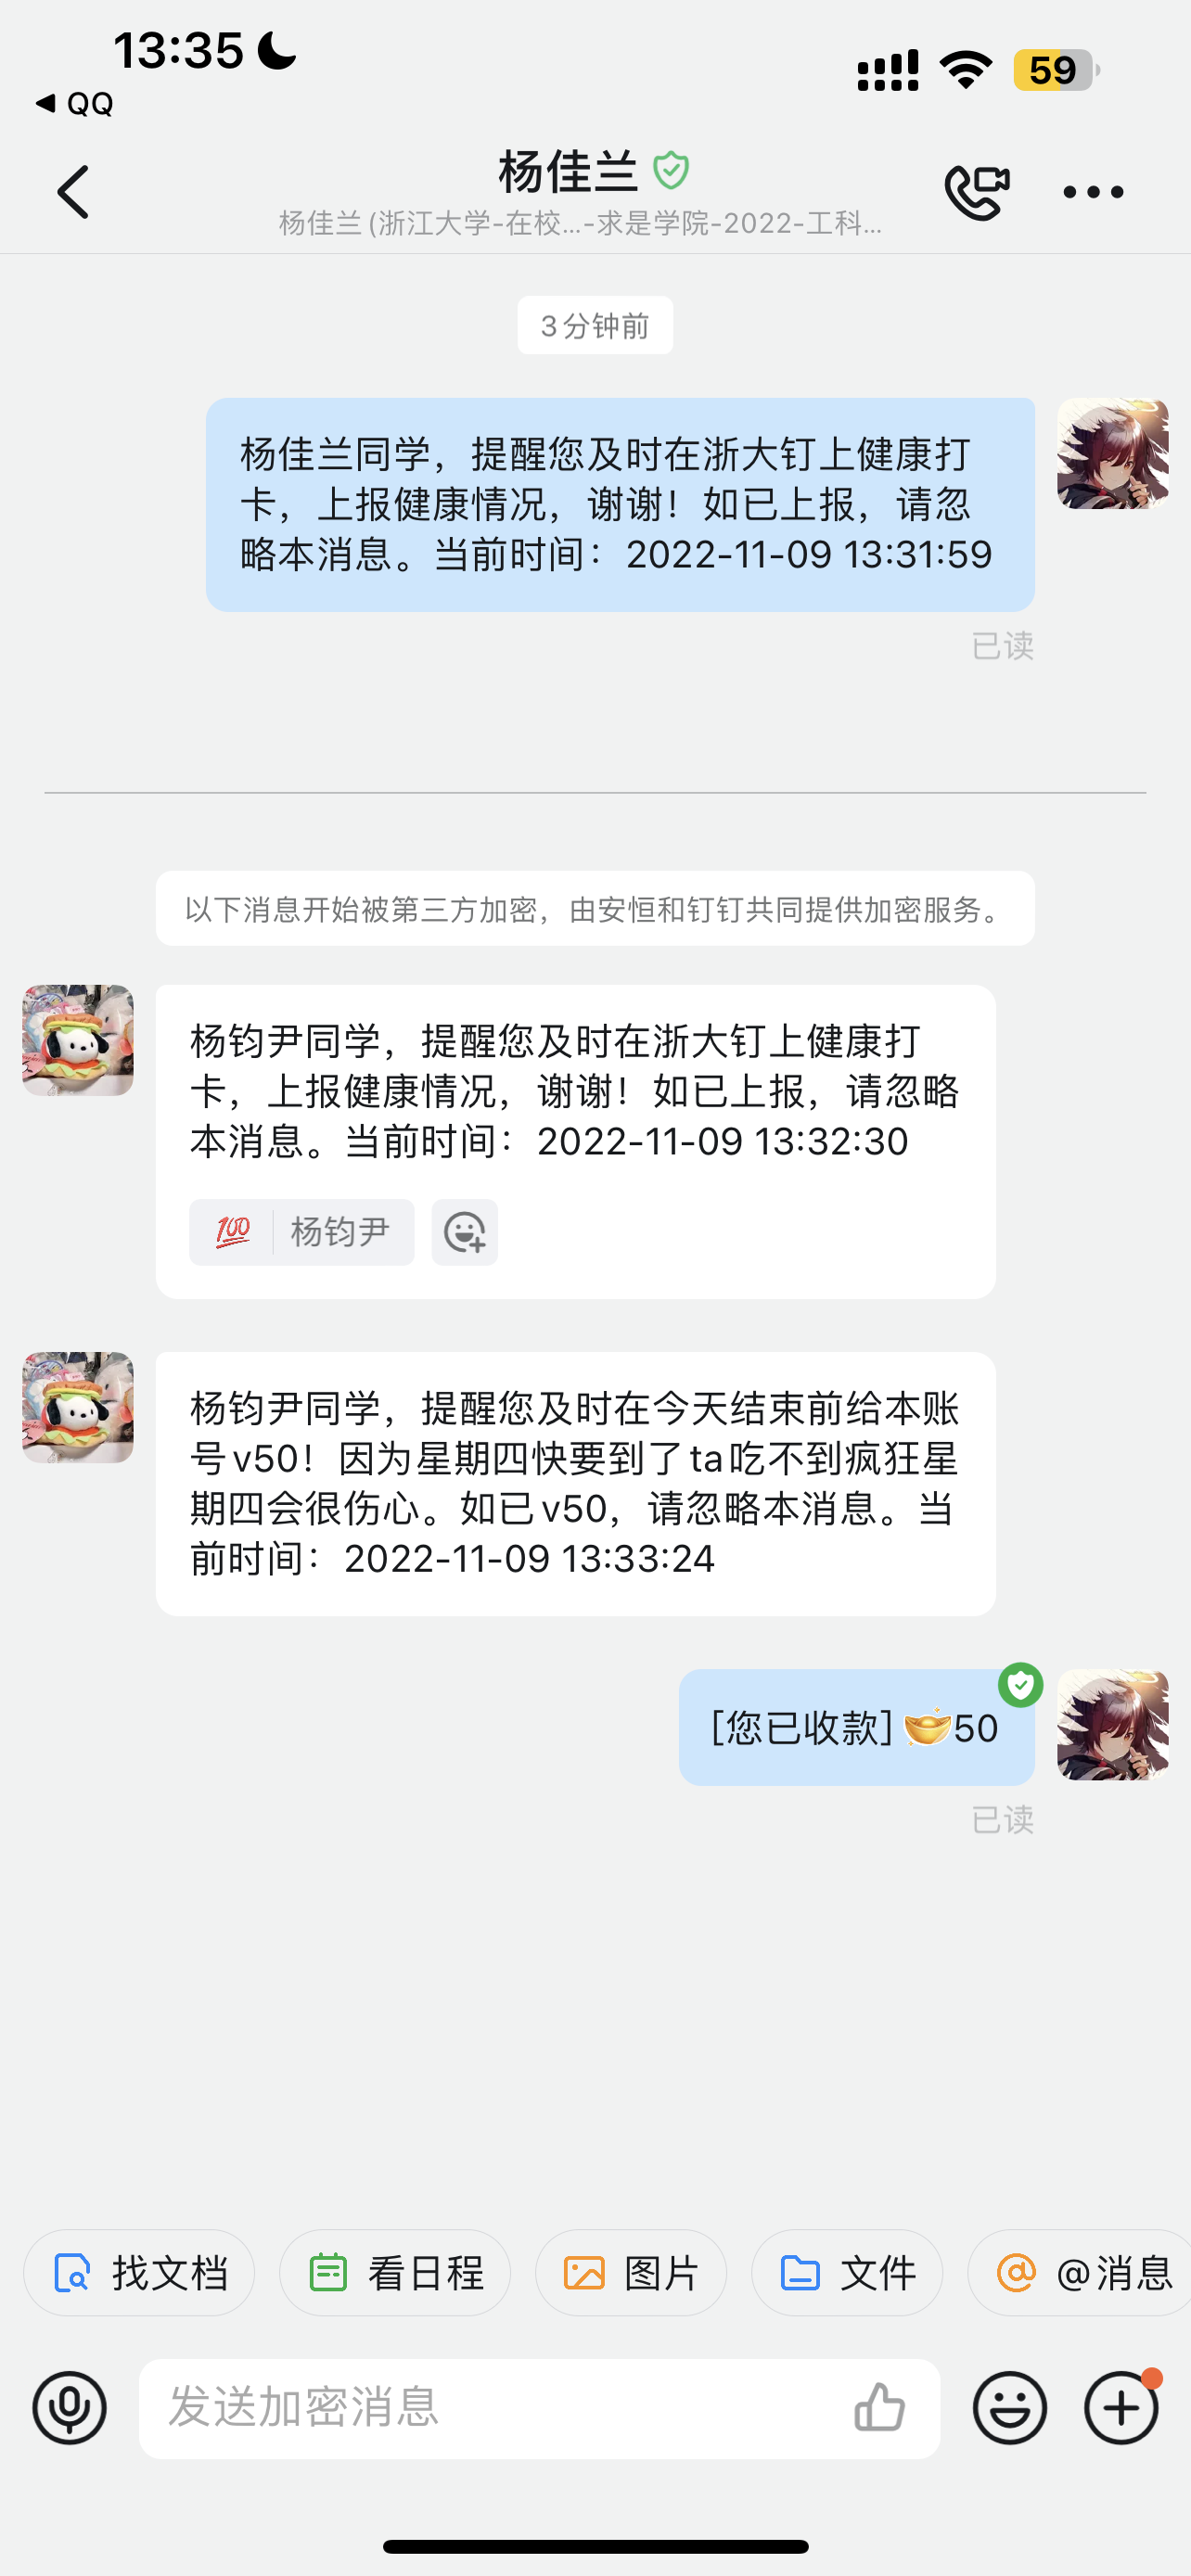 13:35
59
◀ QQ
杨佳兰
杨佳兰(浙江大学-在校...-求是学院-2022-工科...
3分钟前
杨佳兰同学，提醒您及时在浙大钉上健康打
卡，上报健康情况，谢谢！如已上报，请忽
略本消息。当前时间：2022-11-09 13:31:59
已读
以下消息开始被第三方加密，由安恒和钉钉共同提供加密服务。
杨钧尹同学，提醒您及时在浙大钉上健康打
卡，上报健康情况，谢谢！如已上报，请忽略
本消息。当前时间：2022-11-09 13:32:30
💯 杨钧尹
杨钧尹同学，提醒您及时在今天结束前给本账
号v50！因为星期四快要到了ta吃不到疯狂星
期四会很伤心。如已v50，请忽略本消息。当
前时间：2022-11-09 13:33:24
[您已收款]50
已读
找文档 看日程 图片 文件 @消息
发送加密消息